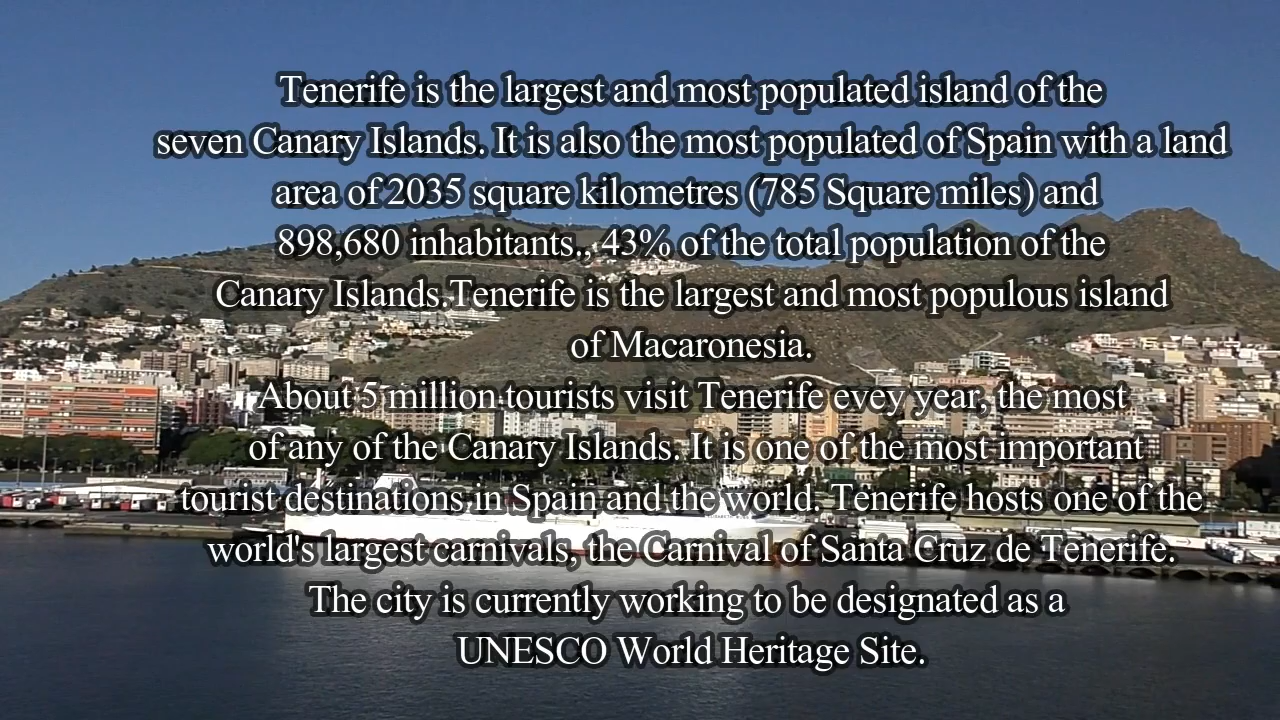 Tenerife is the largest and most populated island of the
seven Canary Islands. It is also the most populated of Spain with a land
area of 2035 square kilometres (785 Square miles) and
898,680 inhabitants., 43% of the total population of the
Canary Islands.Tenerife is the largest and most populous island
of Macaronesia.
About 5 million tourists visit Tenerife evey year, the most
of any of the Canary Islands. It is one of the most important
tourist destinations in Spain and the world. Tenerife hosts one of the
world's largest carnivals, the Carnival of Santa Cruz de Tenerife.
The city is currently working to be designated as a
UNESCO World Heritage Site.